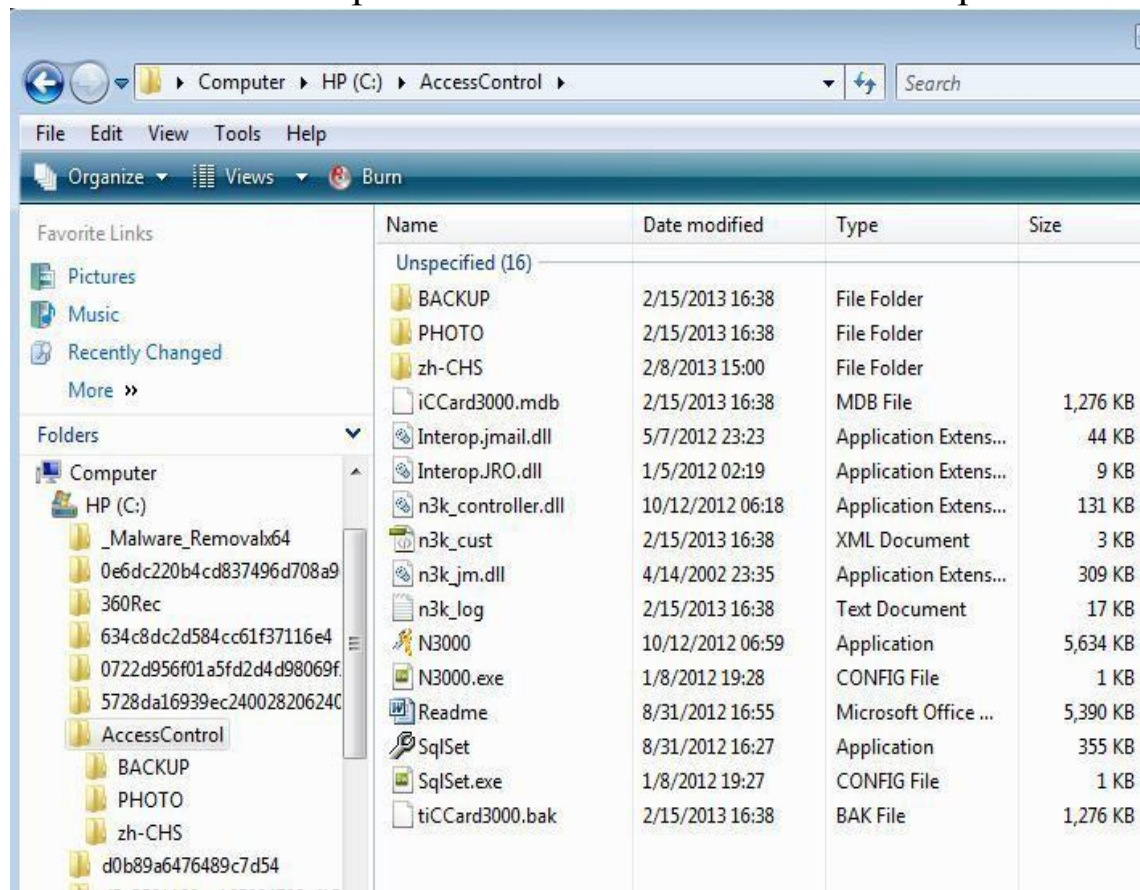 Computer HP (C:) AccessControl Search
File Edit View Tools Help
Organize Views Burn
Favorite Links
Pictures
Music
Recently Changed
More »
Folders
Computer
HP (C:)
_Malware_Removalx64
0e6dc220b4cd837496d708a9
360Rec
634c8dc2d584cc61f37116e4
0722d956f01a5fd2d4d98069f
5728da16939ec240028206240
AccessControl
BACKUP
PHOTO
zh-CHS
d0b89a6476489c7d54
Name Date modified Type Size
Unspecified (16)
BACKUP 2/15/2013 16:38 File Folder
PHOTO 2/15/2013 16:38 File Folder
zh-CHS 2/8/2013 15:00 File Folder
iCCard3000.mdb 2/15/2013 16:38 MDB File 1,276 KB
Interop.jmail.dll 5/7/2012 23:23 Application Extens... 44 KB
Interop.JRO.dll 1/5/2012 02:19 Application Extens... 9 KB
n3k_controller.dll 10/12/2012 06:18 Application Extens... 131 KB
n3k_cust 2/15/2013 16:38 XML Document 3 KB
n3k_jm.dll 4/14/2002 23:35 Application Extens... 309 KB
n3k_log 2/15/2013 16:38 Text Document 17 KB
N3000 10/12/2012 06:59 Application 5,634 KB
N3000.exe 1/8/2012 19:28 CONFIG File 1 KB
Readme 8/31/2012 16:55 Microsoft Office ... 5,390 KB
SqlSet 8/31/2012 16:27 Application 355 KB
SqlSet.exe 1/8/2012 19:27 CONFIG File 1 KB
tiCCard3000.bak 2/15/2013 16:38 BAK File 1,276 KB